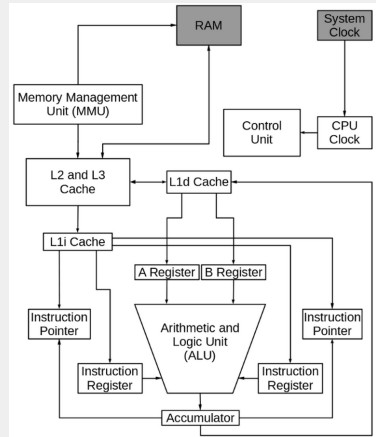 RAM
System
Clock
Memory Management
Unit (MMU)
Control
Unit
CPU
Clock
L2 and L3
Cache
L1d Cache
L1i Cache
A Register
B Register
Instruction
Pointer
Arithmetic and
Logic Unit
(ALU)
Instruction
Pointer
Instruction
Register
Instruction
Register
Accumulator